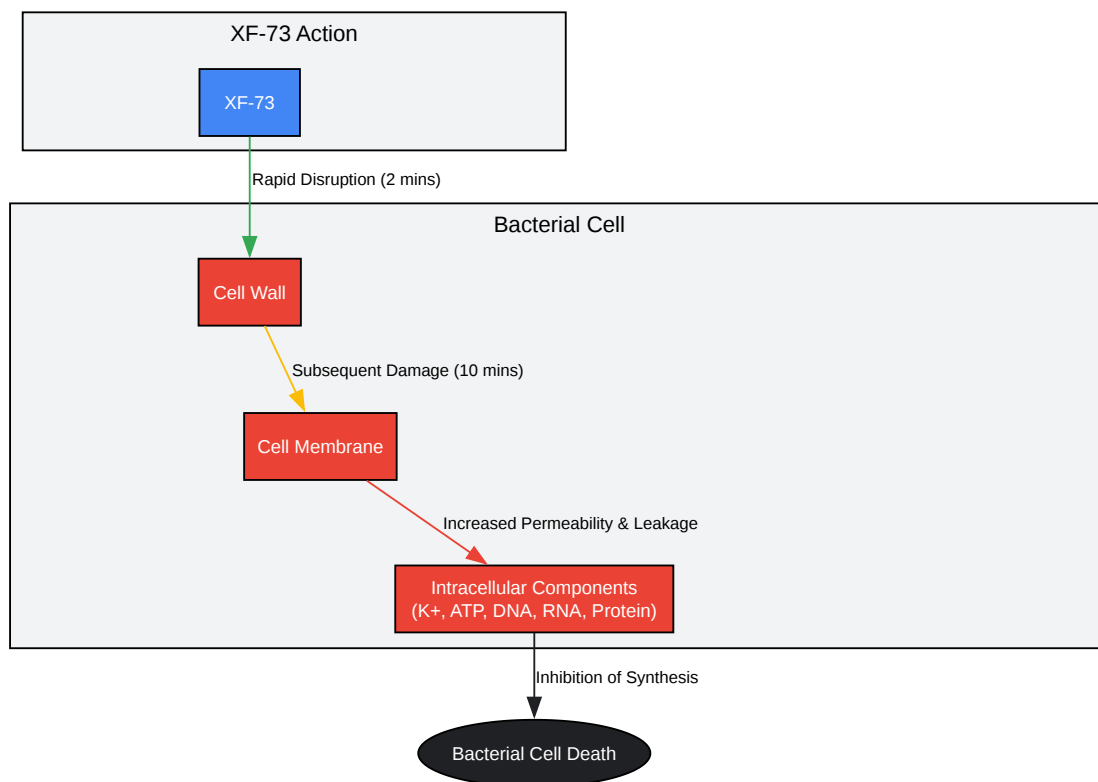 XF-73 Action
XF-73
Rapid Disruption (2 mins)
Bacterial Cell
Cell Wall
Subsequent Damage (10 mins)
Cell Membrane
Increased Permeability & Leakage
Intracellular Components
(K+, ATP, DNA, RNA, Protein)
Inhibition of Synthesis
Bacterial Cell Death